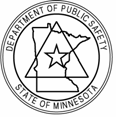 DEPARTMENT OF PUBLIC SAFETY
STATE OF MINNESOTA